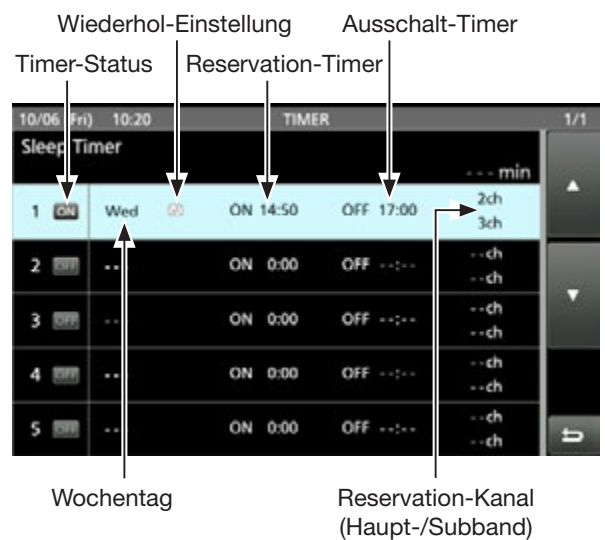 Wiederhol-Einstellung Ausschalt-Timer
Timer-Status Reservation-Timer
10/06 (Fri) 10:20 TIMER 1/1
Sleep Timer
--- min
1 ON Wed ON 14:50 OFF 17:00 2ch
3ch
2 OFF --- ON 0:00 OFF --:-- --ch
--ch
3 OFF --- ON 0:00 OFF --:-- --ch
--ch
4 OFF --- ON 0:00 OFF --:-- --ch
--ch
5 OFF --- ON 0:00 OFF --:-- --ch
--ch
Wochentag Reservation-Kanal
(Haupt-/Subband)